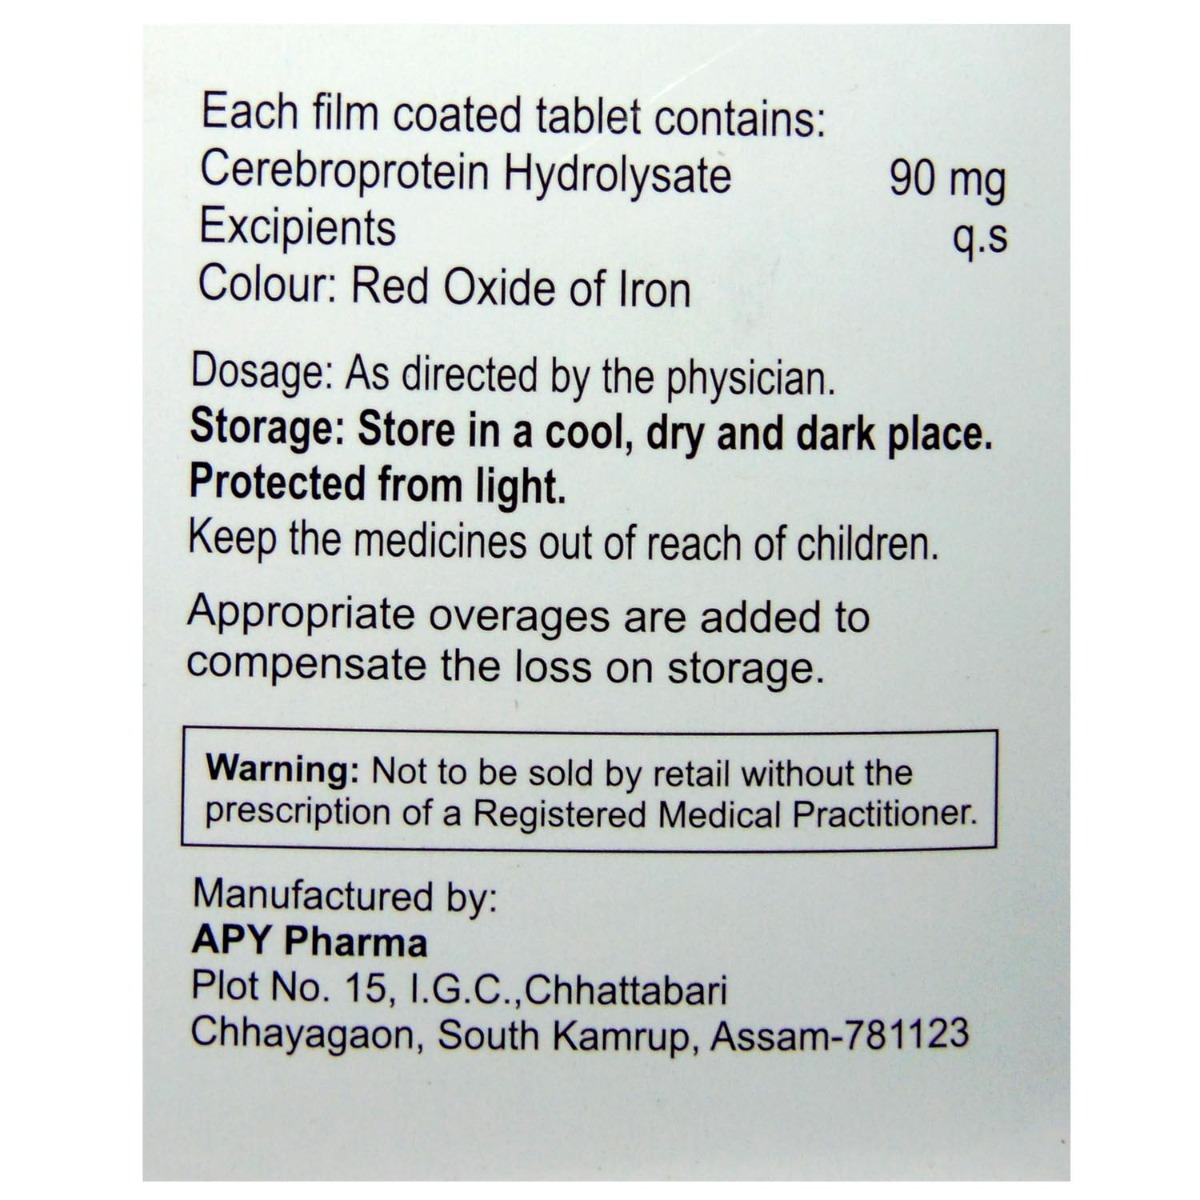 Each film coated tablet contains:
Cerebroprotein Hydrolysate 90 mg
Excipients q.s
Colour: Red Oxide of Iron
Dosage: As directed by the physician.
Storage: Store in a cool, dry and dark place.
Protected from light.
Keep the medicines out of reach of children.
Appropriate overages are added to
compensate the loss on storage.
Warning: Not to be sold by retail without the
prescription of a Registered Medical Practitioner.
Manufactured by:
APY Pharma
Plot No. 15, I.G.C.,Chhattabari
Chhayagaon, South Kamrup, Assam-781123